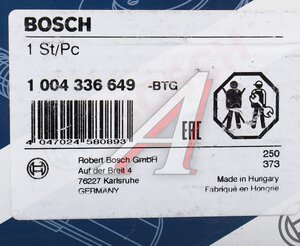 BOSCH
1 St/Pc
1 004 336 649 -BTG
4 047024 580893
EAC
Robert Bosch GmbH
Auf der Breit 4
76227 Karlsruhe
GERMANY
250
373
Made in Hungary
Fabriqué en Hongrie